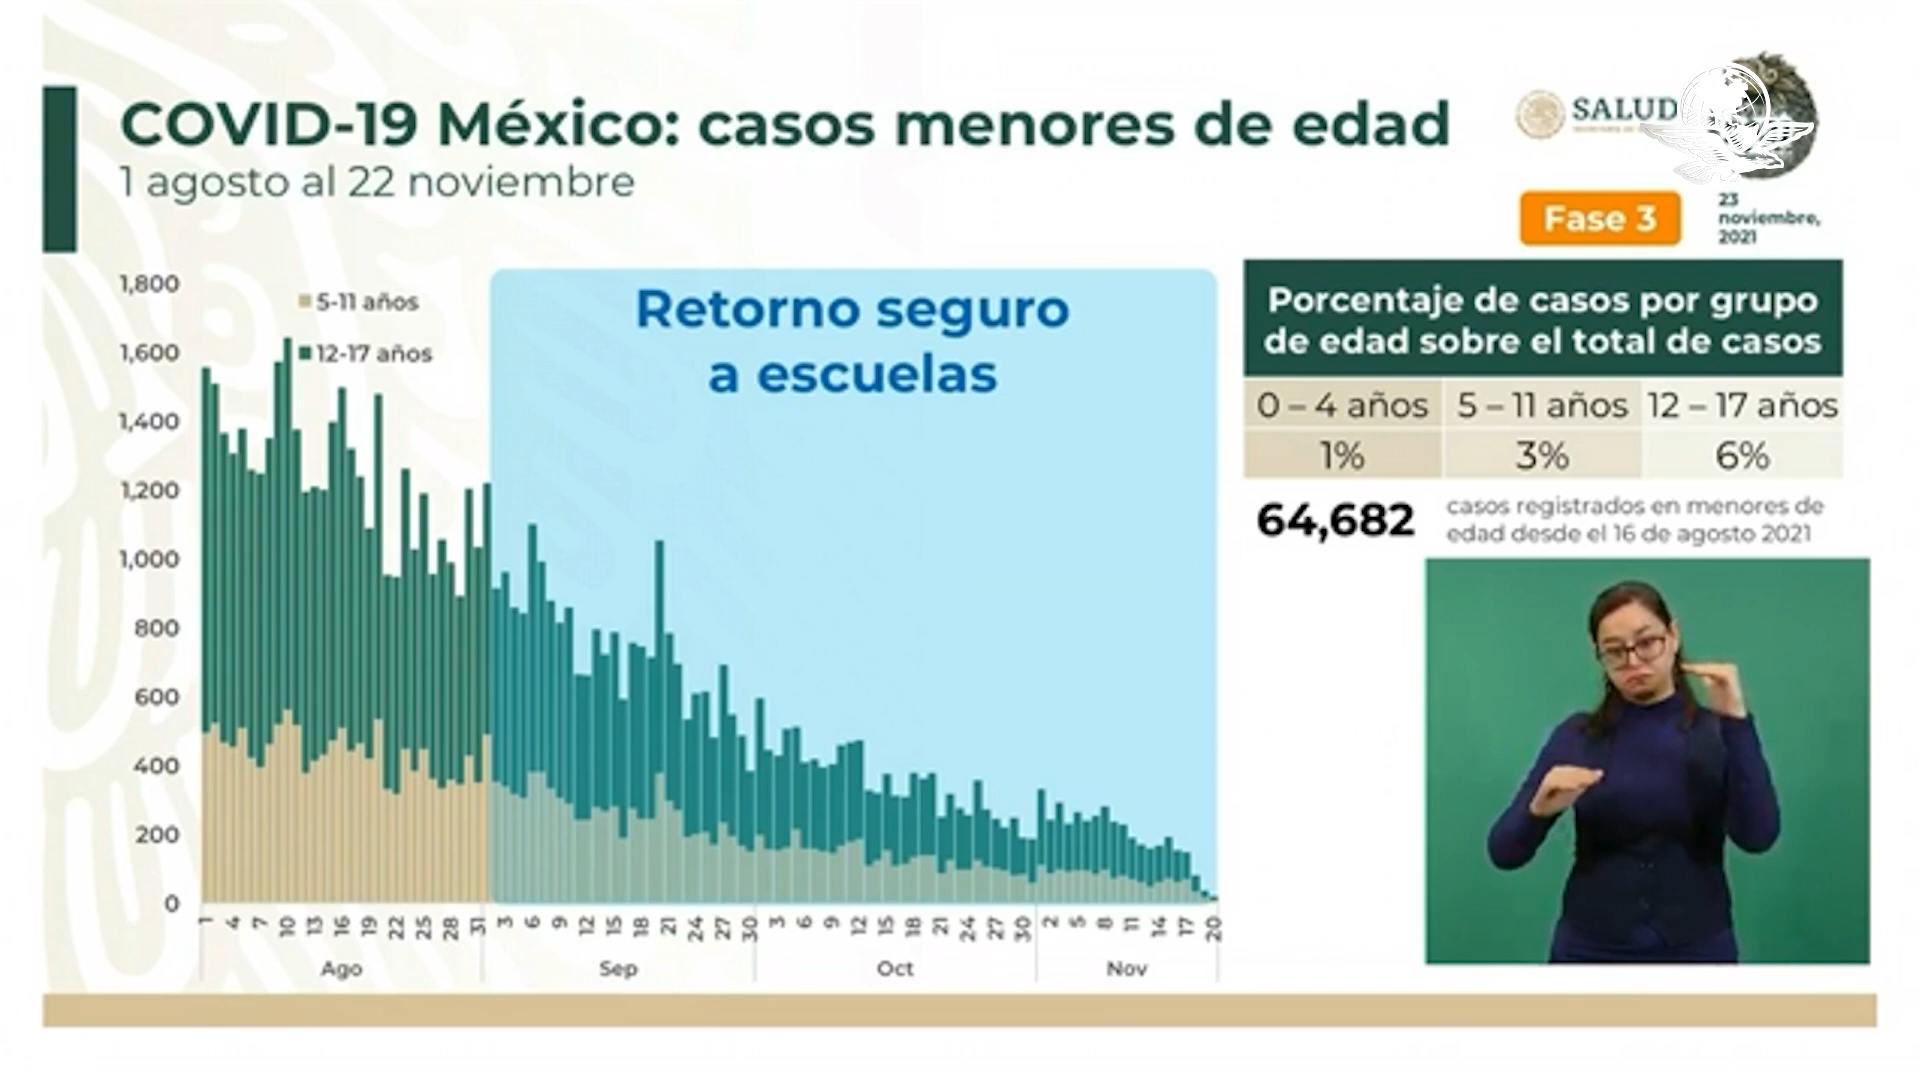 COVID-19 México: casos menores de edad
1 agosto al 22 noviembre
SALUD
Fase 3
23
noviembre,
2021
1,800
1,600
1,400
1,200
1,000
800
600
400
200
0
5-11 años
12-17 años
Retorno seguro
a escuelas
1 4 7 10 13 16 19 22 25 28 31 3 6 9 12 15 18 21 24 27 30 3 6 9 12 15 18 21 24 27 30 2 5 8 11 14 17 20
Ago Sep Oct Nov
Porcentaje de casos por grupo
de edad sobre el total de casos
0 – 4 años 5 – 11 años 12 – 17 años
1% 3% 6%
64,682
casos registrados en menores de
edad desde el 16 de agosto 2021